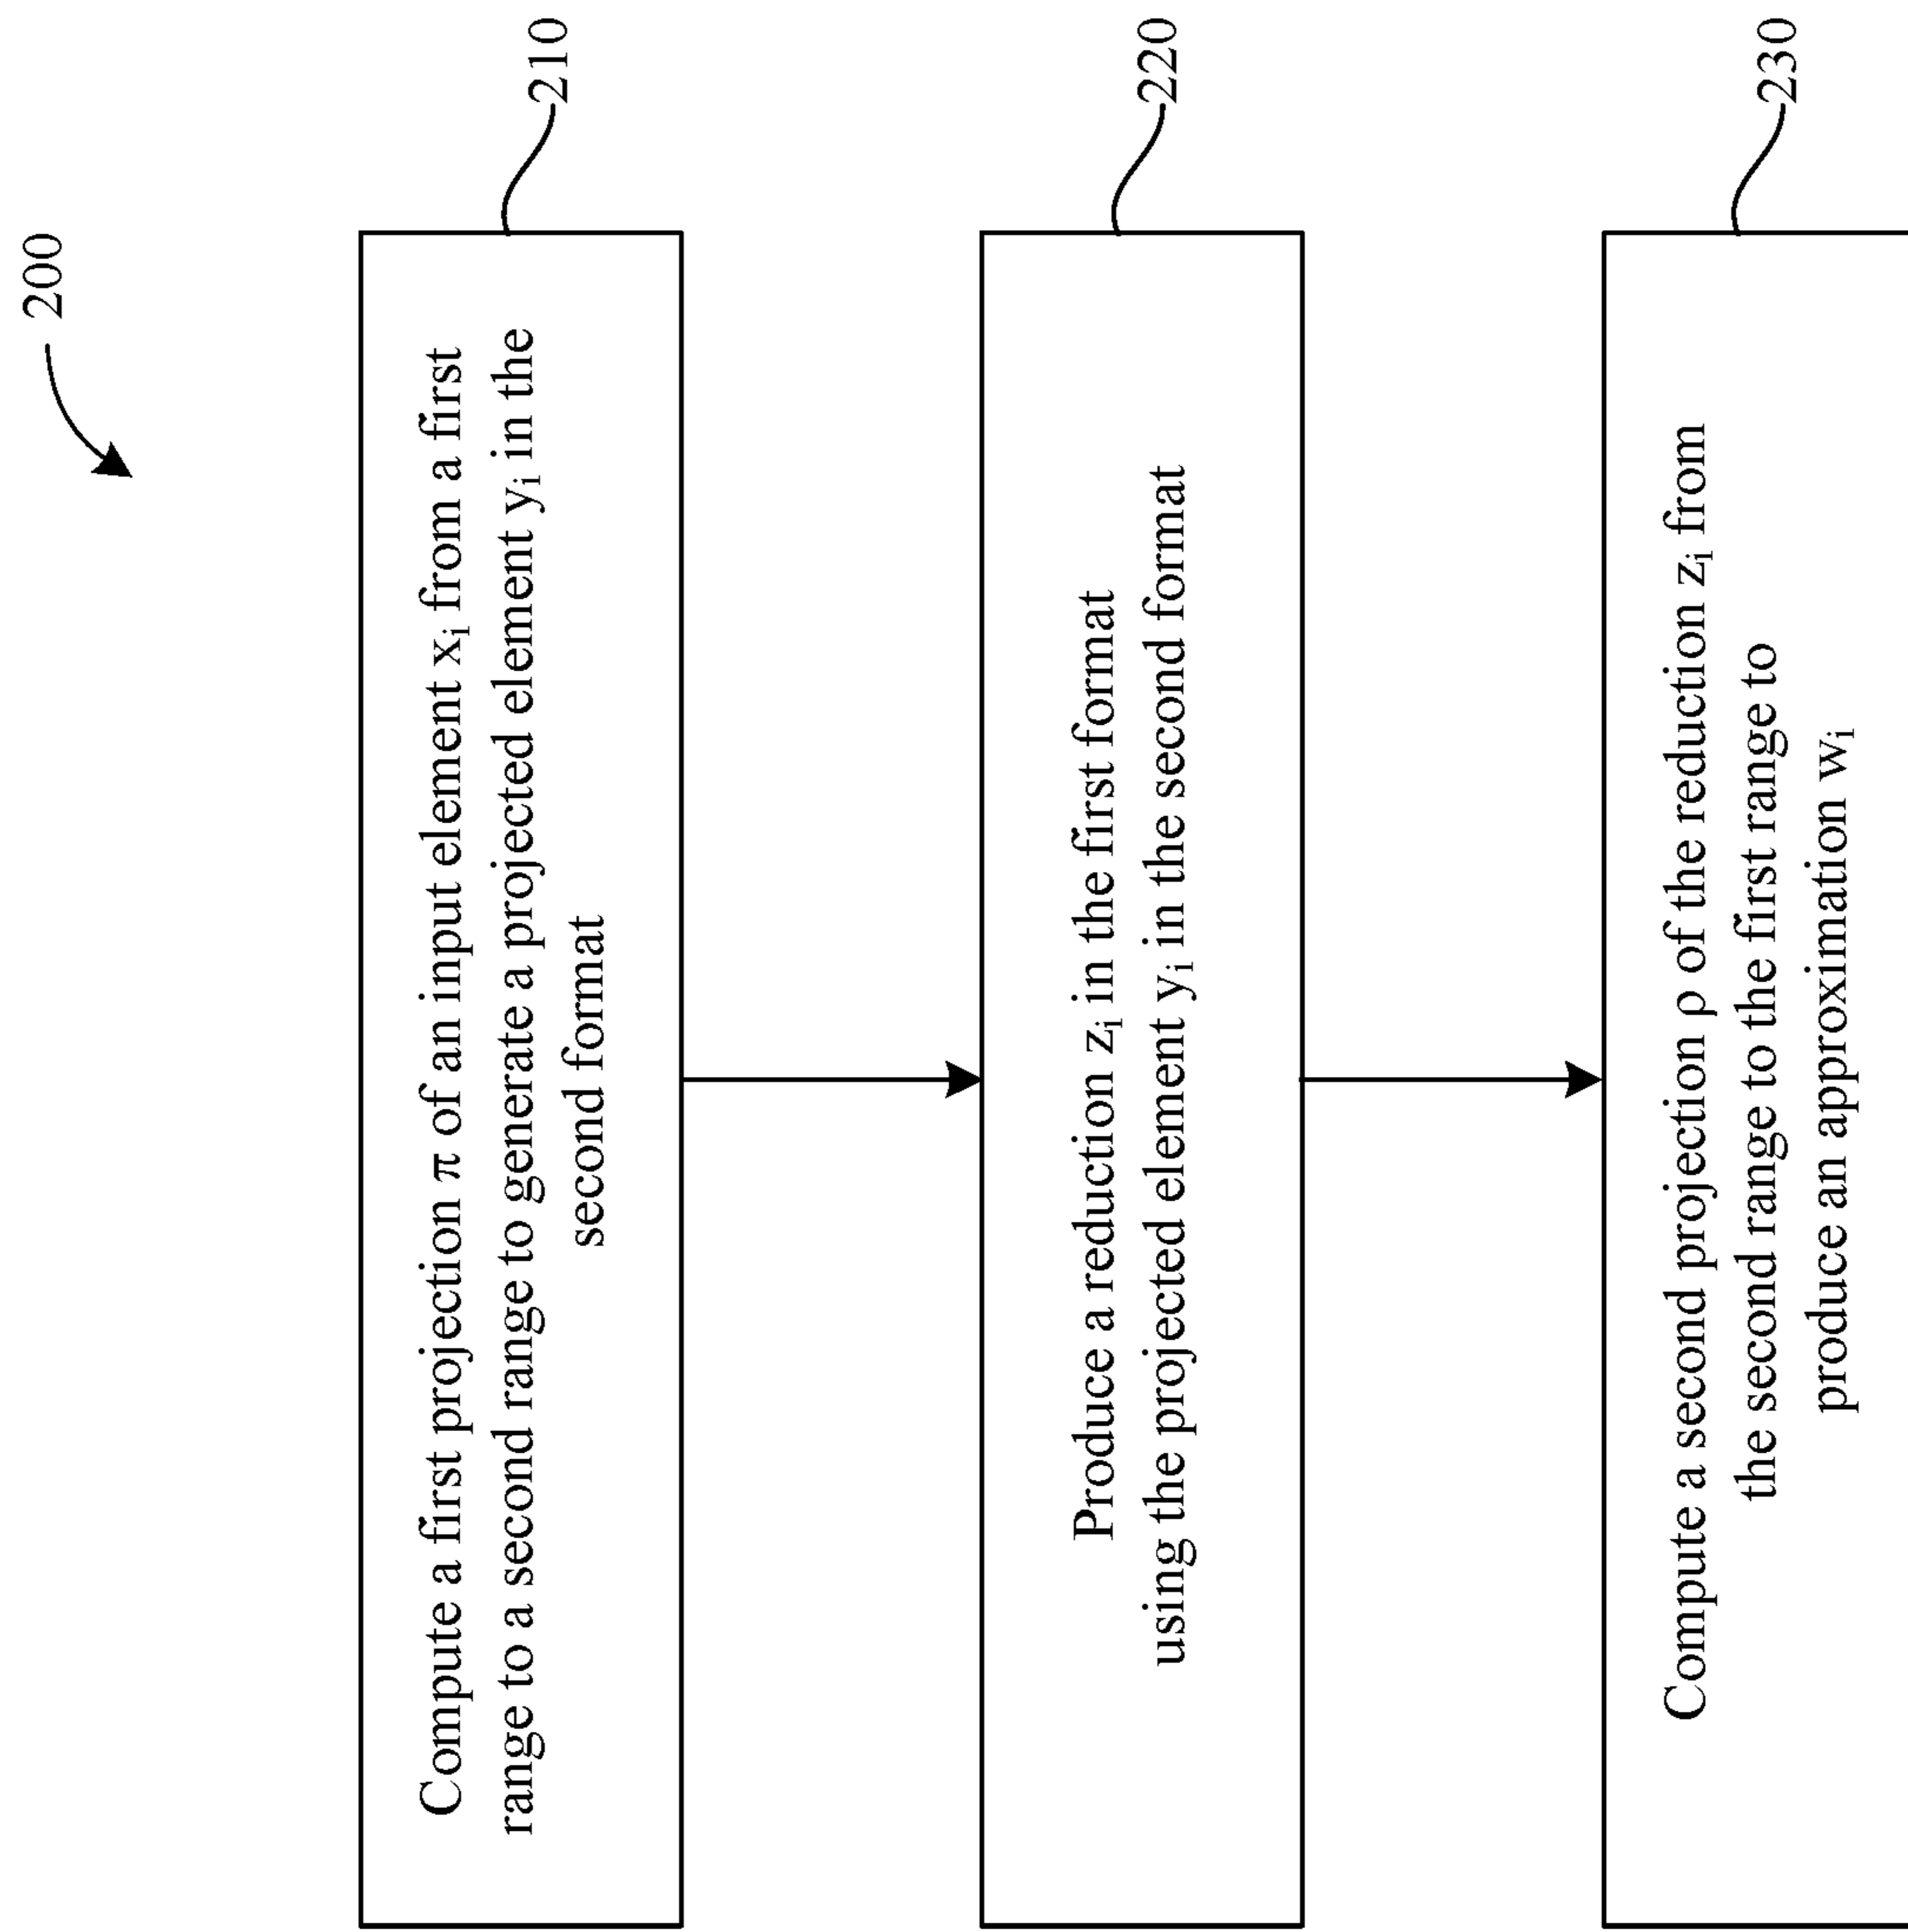 200
Compute a first projection π of an input element xᵢ from a first
range to a second range to generate a projected element yᵢ in the
second format
210
Produce a reduction zᵢ in the first format
using the projected element yᵢ in the second format
220
Compute a second projection ρ of the reduction zᵢ from
the second range to the first range to
produce an approximation wᵢ
230